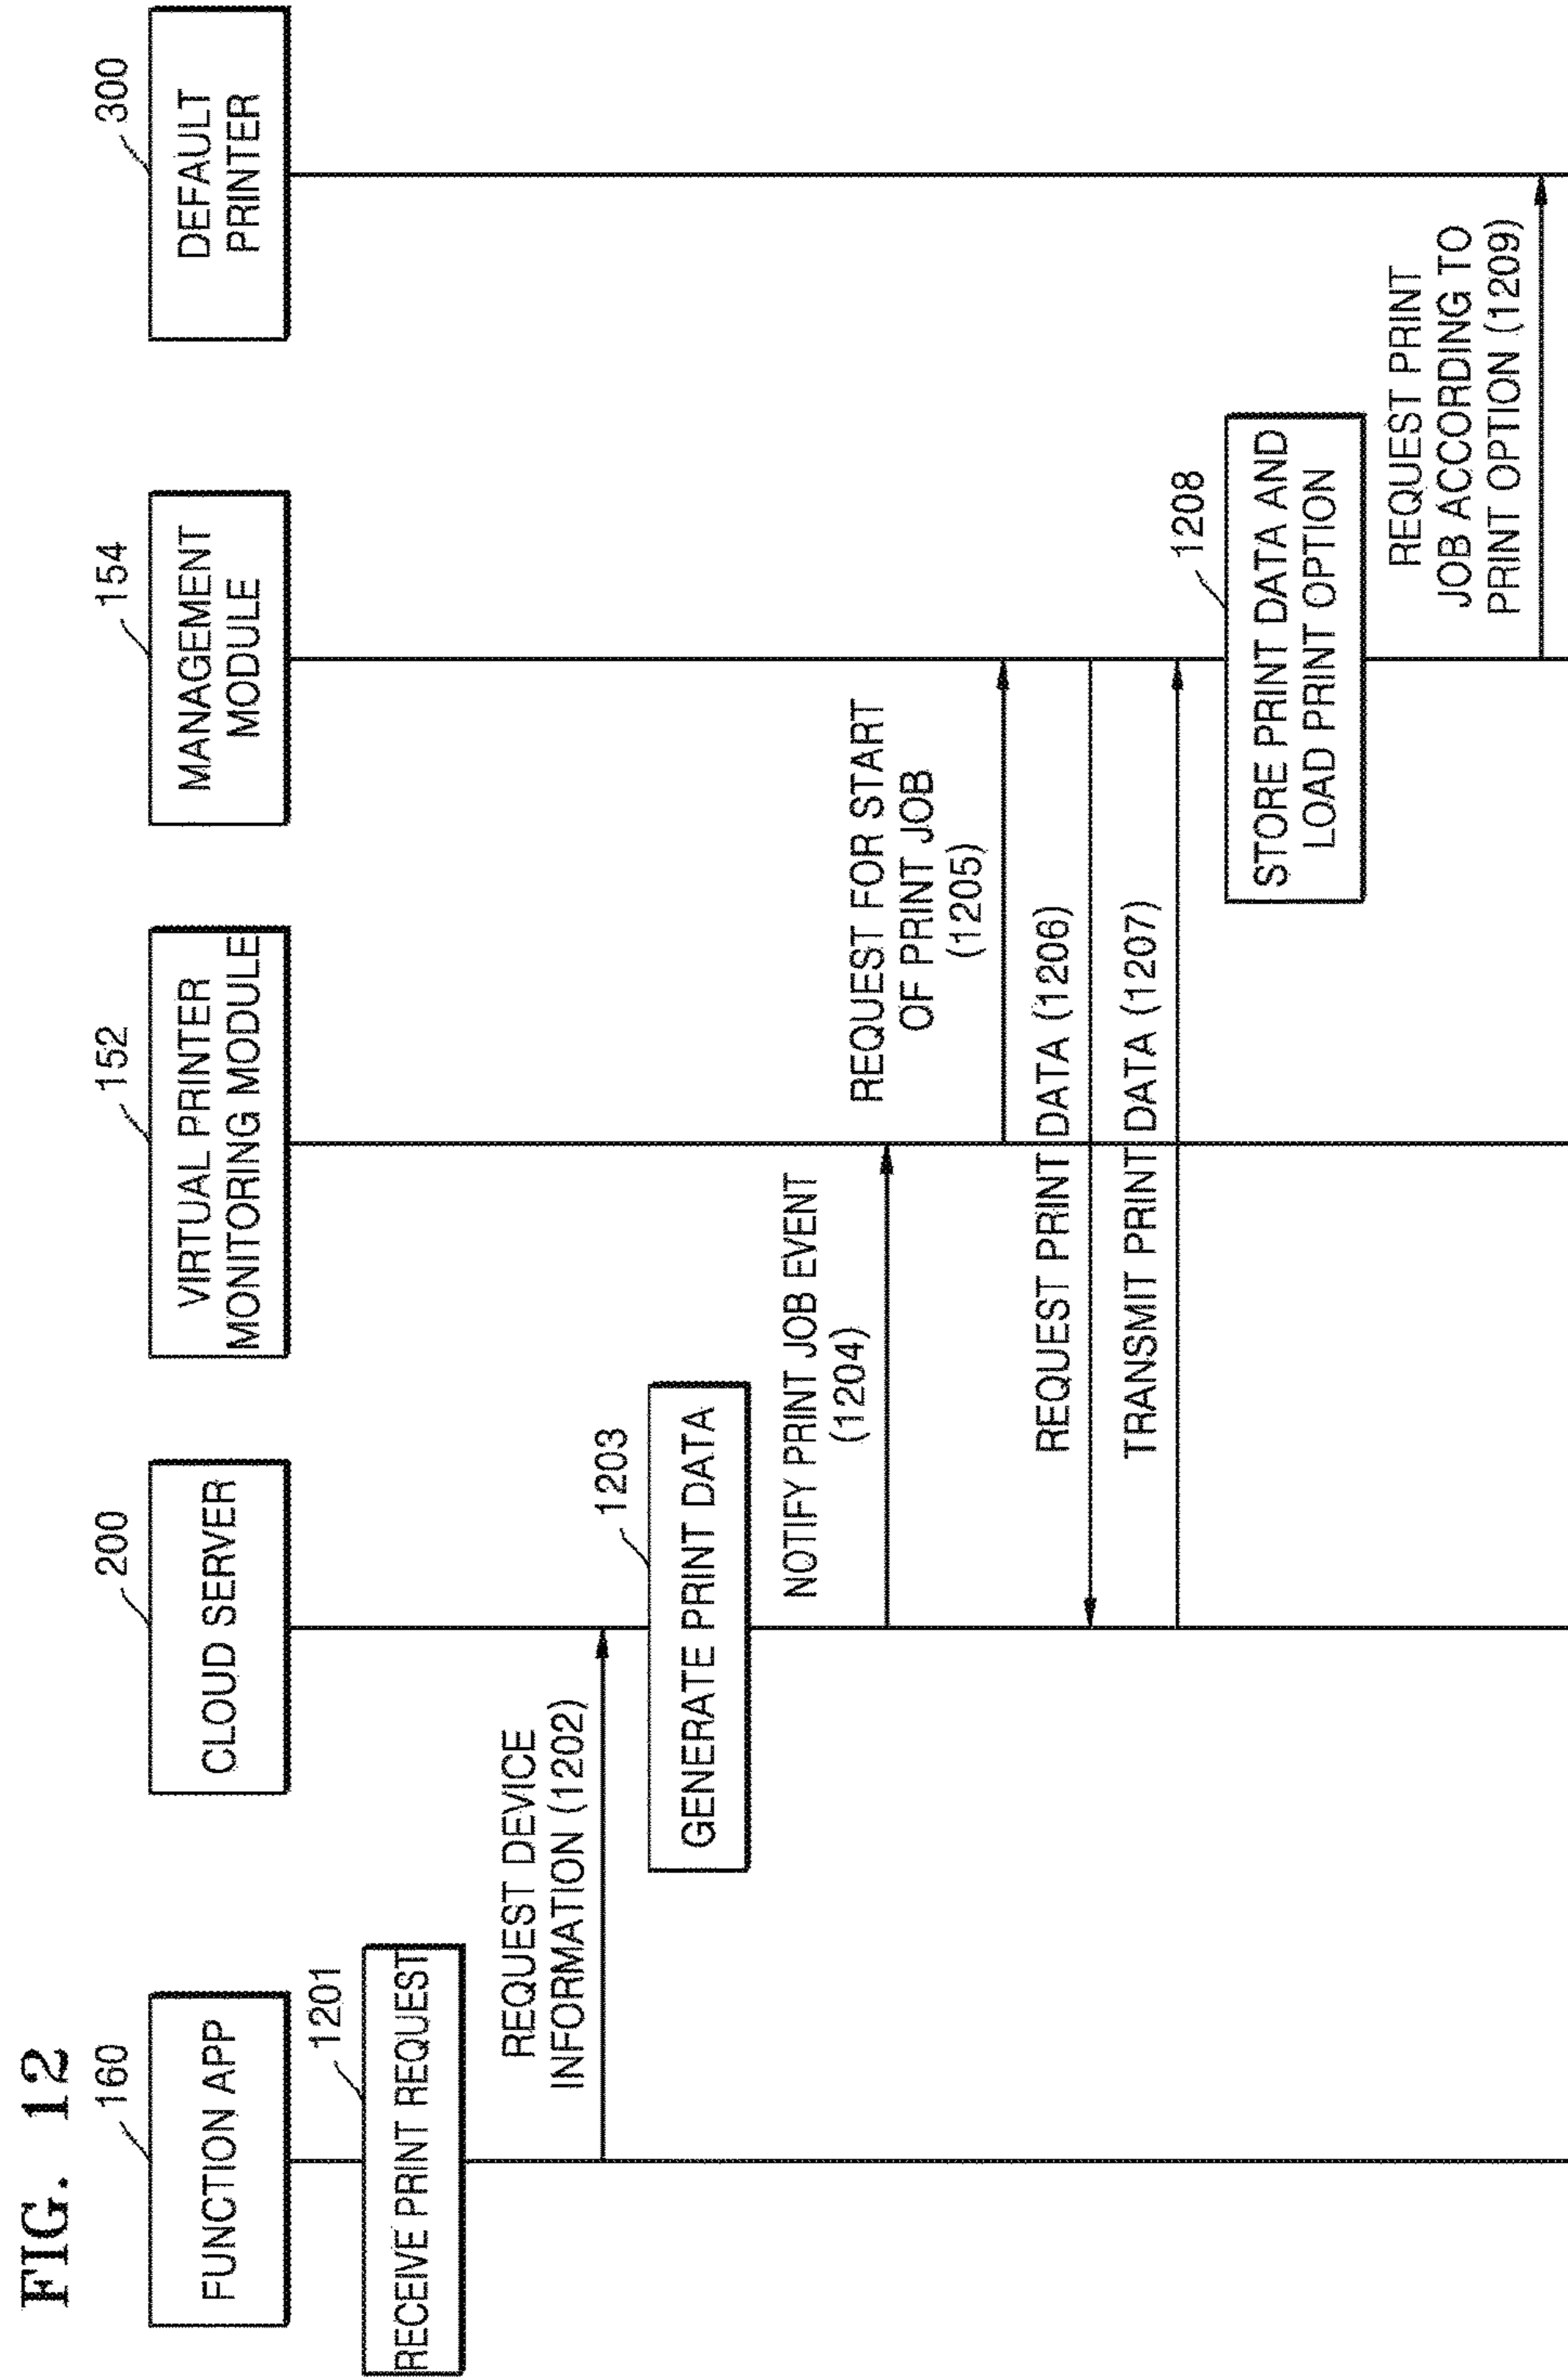 FIG. 12
160
FUNCTION APP
200
CLOUD SERVER
152
VIRTUAL PRINTER
MONITORING MODULE
154
MANAGEMENT
MODULE
300
DEFAULT
PRINTER
1201
RECEIVE PRINT REQUEST
REQUEST DEVICE
INFORMATION (1202)
1203
GENERATE PRINT DATA
NOTIFY PRINT JOB EVENT
(1204)
REQUEST FOR START
OF PRINT JOB
(1205)
REQUEST PRINT DATA (1206)
TRANSMIT PRINT DATA (1207)
1208
STORE PRINT DATA AND
LOAD PRINT OPTION
REQUEST PRINT
JOB ACCORDING TO
PRINT OPTION (1209)